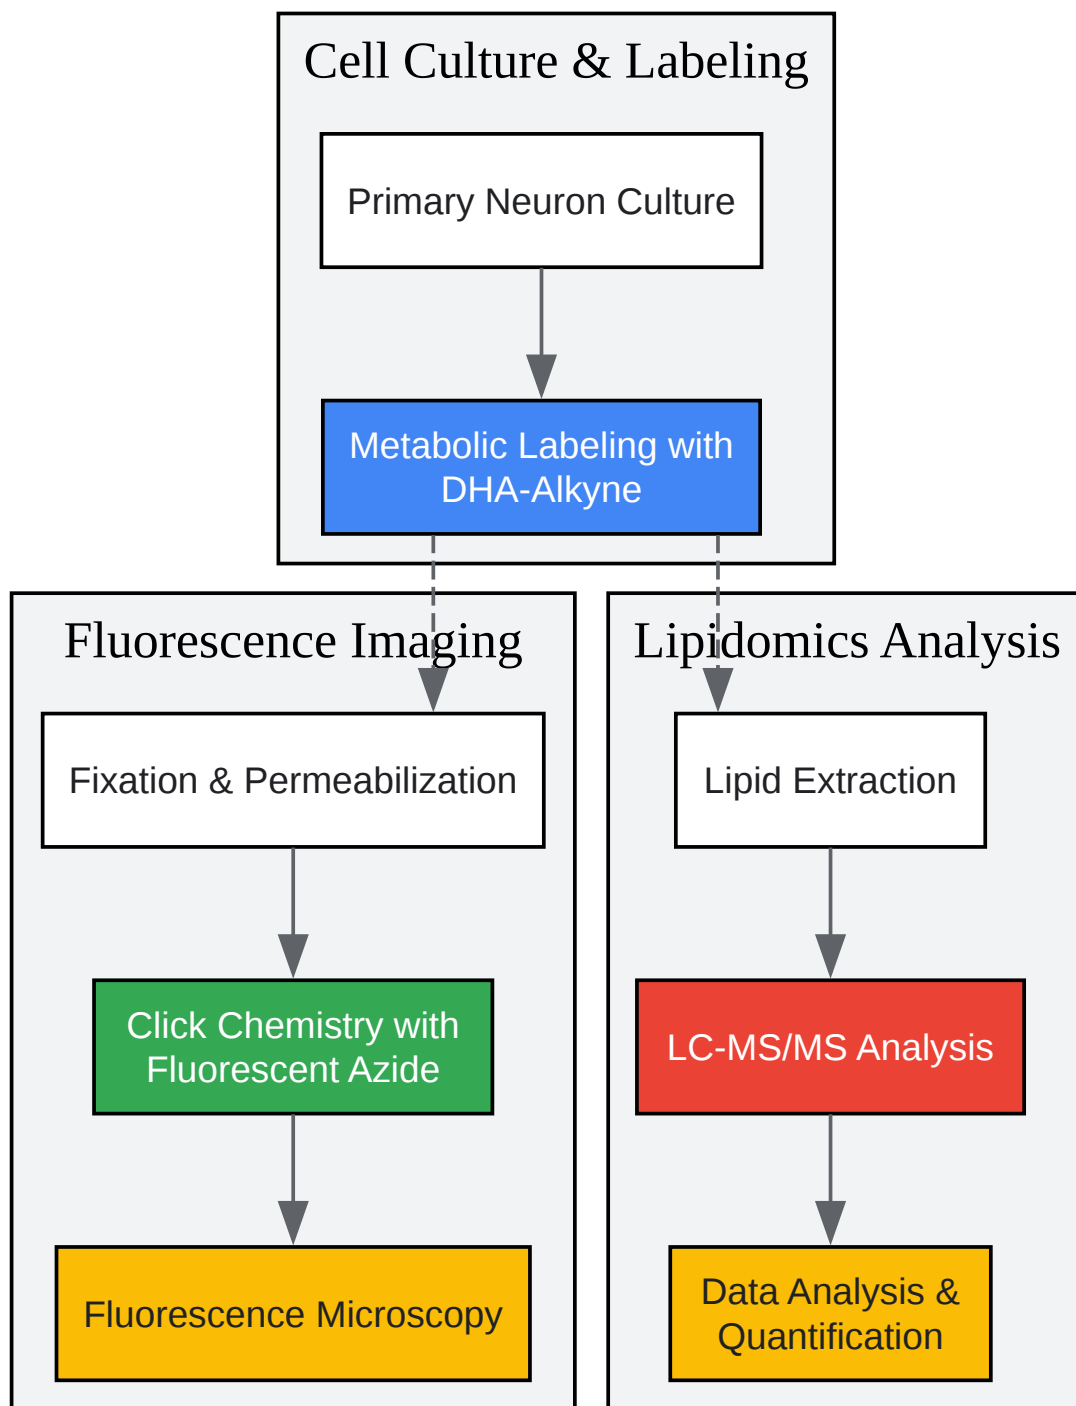 Cell Culture & Labeling
Primary Neuron Culture
Metabolic Labeling with
DHA-Alkyne
Fluorescence Imaging
Fixation & Permeabilization
Click Chemistry with
Fluorescent Azide
Fluorescence Microscopy
Lipidomics Analysis
Lipid Extraction
LC-MS/MS Analysis
Data Analysis &
Quantification